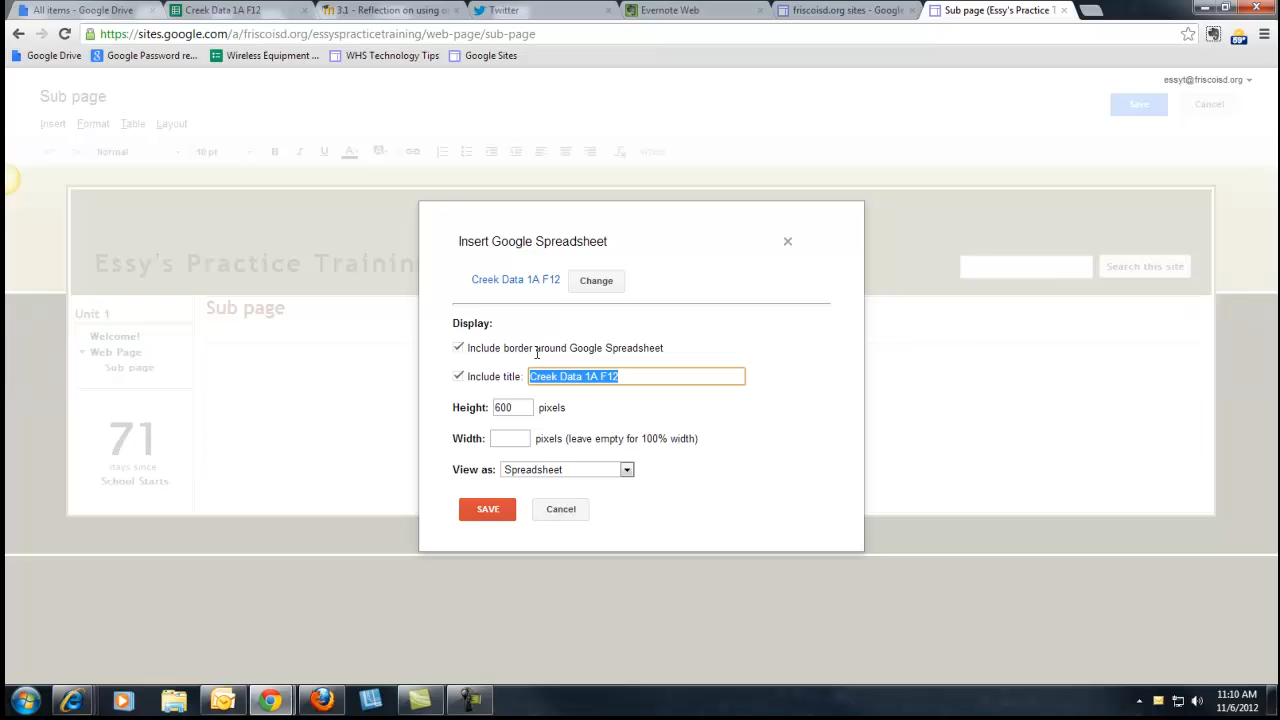 All items - Google Drive
Creek Data 1A F12
3.1 - Reflection on using o
Twitter
Evernote Web
friscoisd.org sites - Google
Sub page (Essy's Practice T
https://sites.google.com/a/friscoisd.org/essyspracticetraining/web-page/sub-page
59°
Google Drive
Google Password re...
Wireless Equipment ...
WHS Technology Tips
Google Sites
essyt@friscoisd.org
Sub page
Save
Cancel
Insert
Format
Table
Layout
Normal
10 pt
B
I
U
A
HTML
Essy's Practice Training
Search this site
Unit 1
Welcome!
Web Page
Sub page
71
days since
School Starts
Sub page
Insert Google Spreadsheet
Creek Data 1A F12
Change
Display:
Include border around Google Spreadsheet
Include title:
Creek Data 1A F12
Height:
600
pixels
Width:
pixels (leave empty for 100% width)
View as:
Spreadsheet
SAVE
Cancel
11:10 AM
11/6/2012